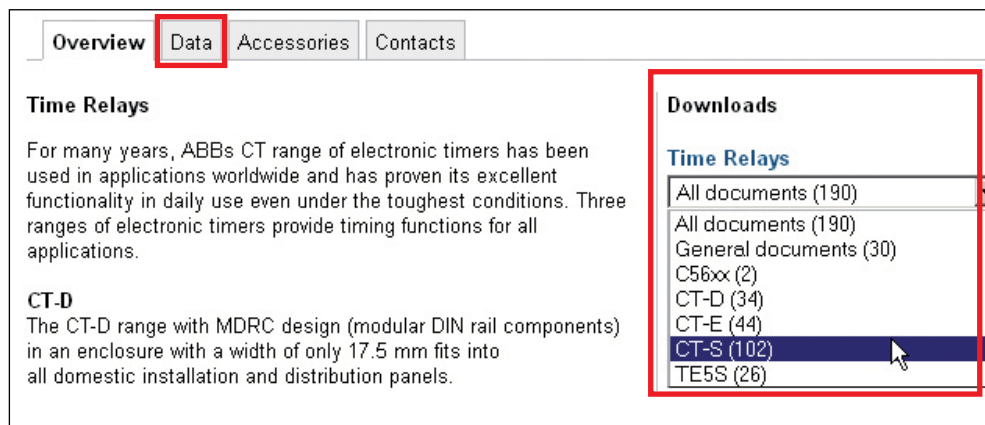 Overview Data Accessories Contacts
Time Relays
For many years, ABBs CT range of electronic timers has been
used in applications worldwide and has proven its excellent
functionality in daily use even under the toughest conditions. Three
ranges of electronic timers provide timing functions for all
applications.
CT-D
The CT-D range with MDRC design (modular DIN rail components)
in an enclosure with a width of only 17.5 mm fits into
all domestic installation and distribution panels.
Downloads
Time Relays
All documents (190)
All documents (190)
General documents (30)
C56xx (2)
CT-D (34)
CT-E (44)
CT-S (102)
TE5S (26)